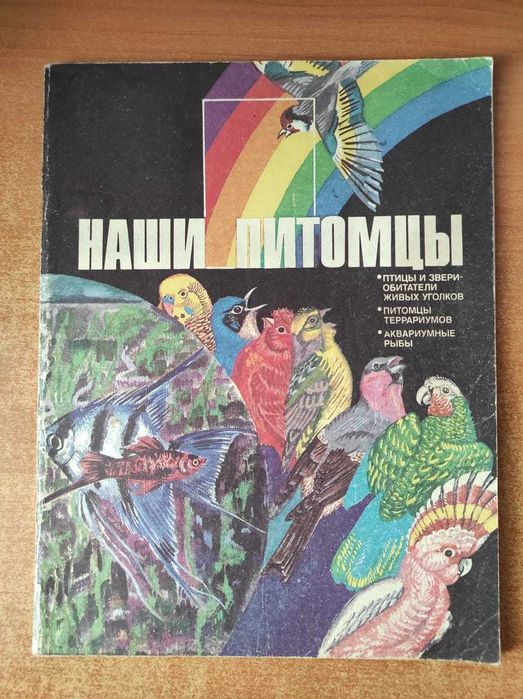 НАШИ ПИТОМЦЫ
•ПТИЦЫ И ЗВЕРИ-
ОБИТАТЕЛИ
ЖИВЫХ УГОЛКОВ
•ПИТОМЦЫ
ТЕРРАРИУМОВ
•АКВАРИУМНЫЕ
РЫБЫ